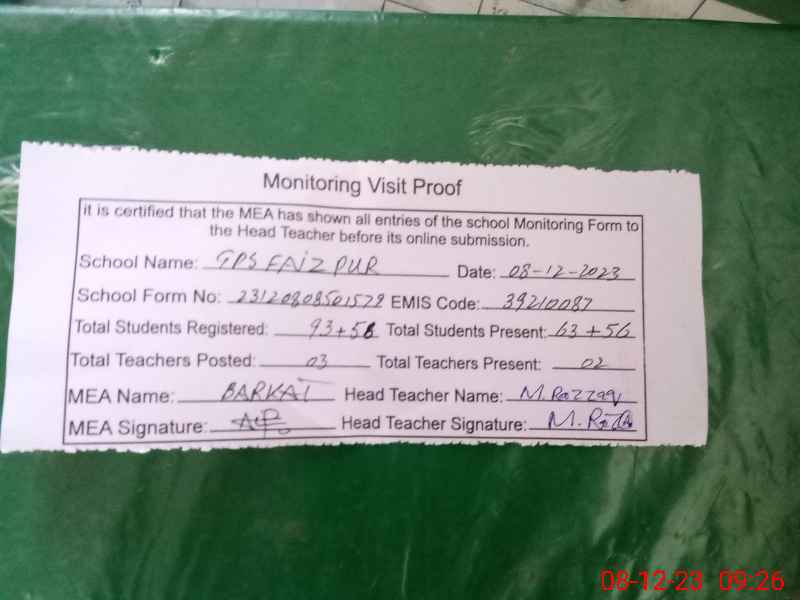 Monitoring Visit Proof
it is certified that the MEA has shown all entries of the school Monitoring Form to
the Head Teacher before its online submission.
School Name: GPS FAIZ PUR Date: 08-12-2023
School Form No: 23120808501578 EMIS Code: 39210087
Total Students Registered: 93+56 Total Students Present: 63+56
Total Teachers Posted: 03 Total Teachers Present: 02
MEA Name: BARKAT Head Teacher Name: M.Razzaq
MEA Signature: Head Teacher Signature: M.
08-12-23 09:26